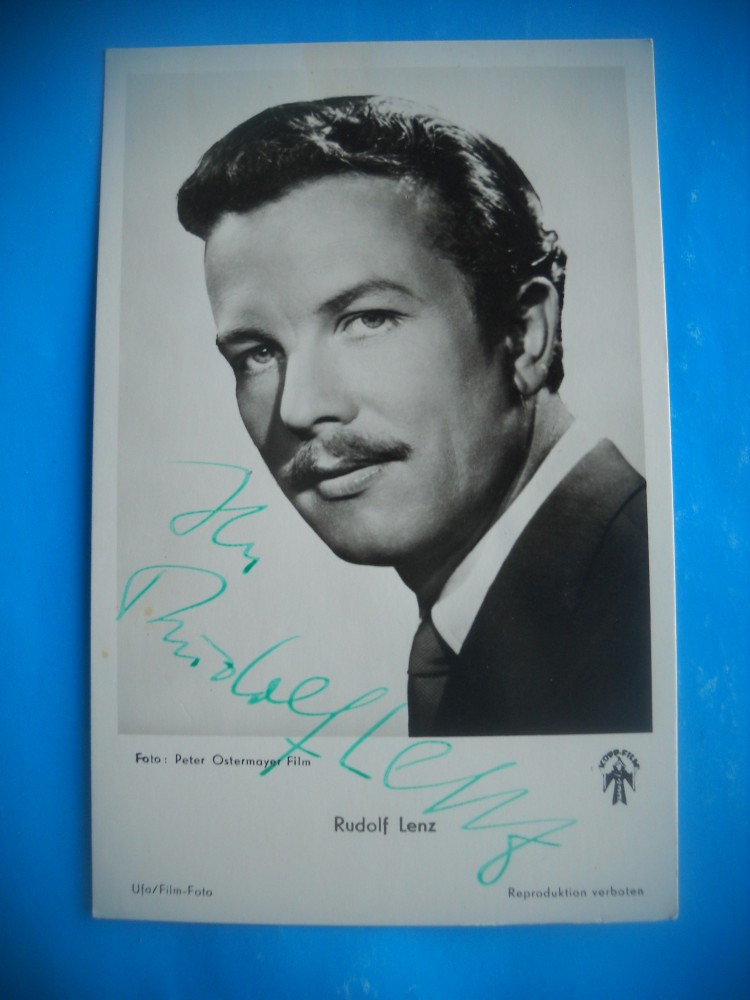 Ihr
Rudolf Lenz
Foto: Peter Ostermayer Film
KOPP-FILM
Rudolf Lenz
Ufa/Film-Foto
Reproduktion verboten